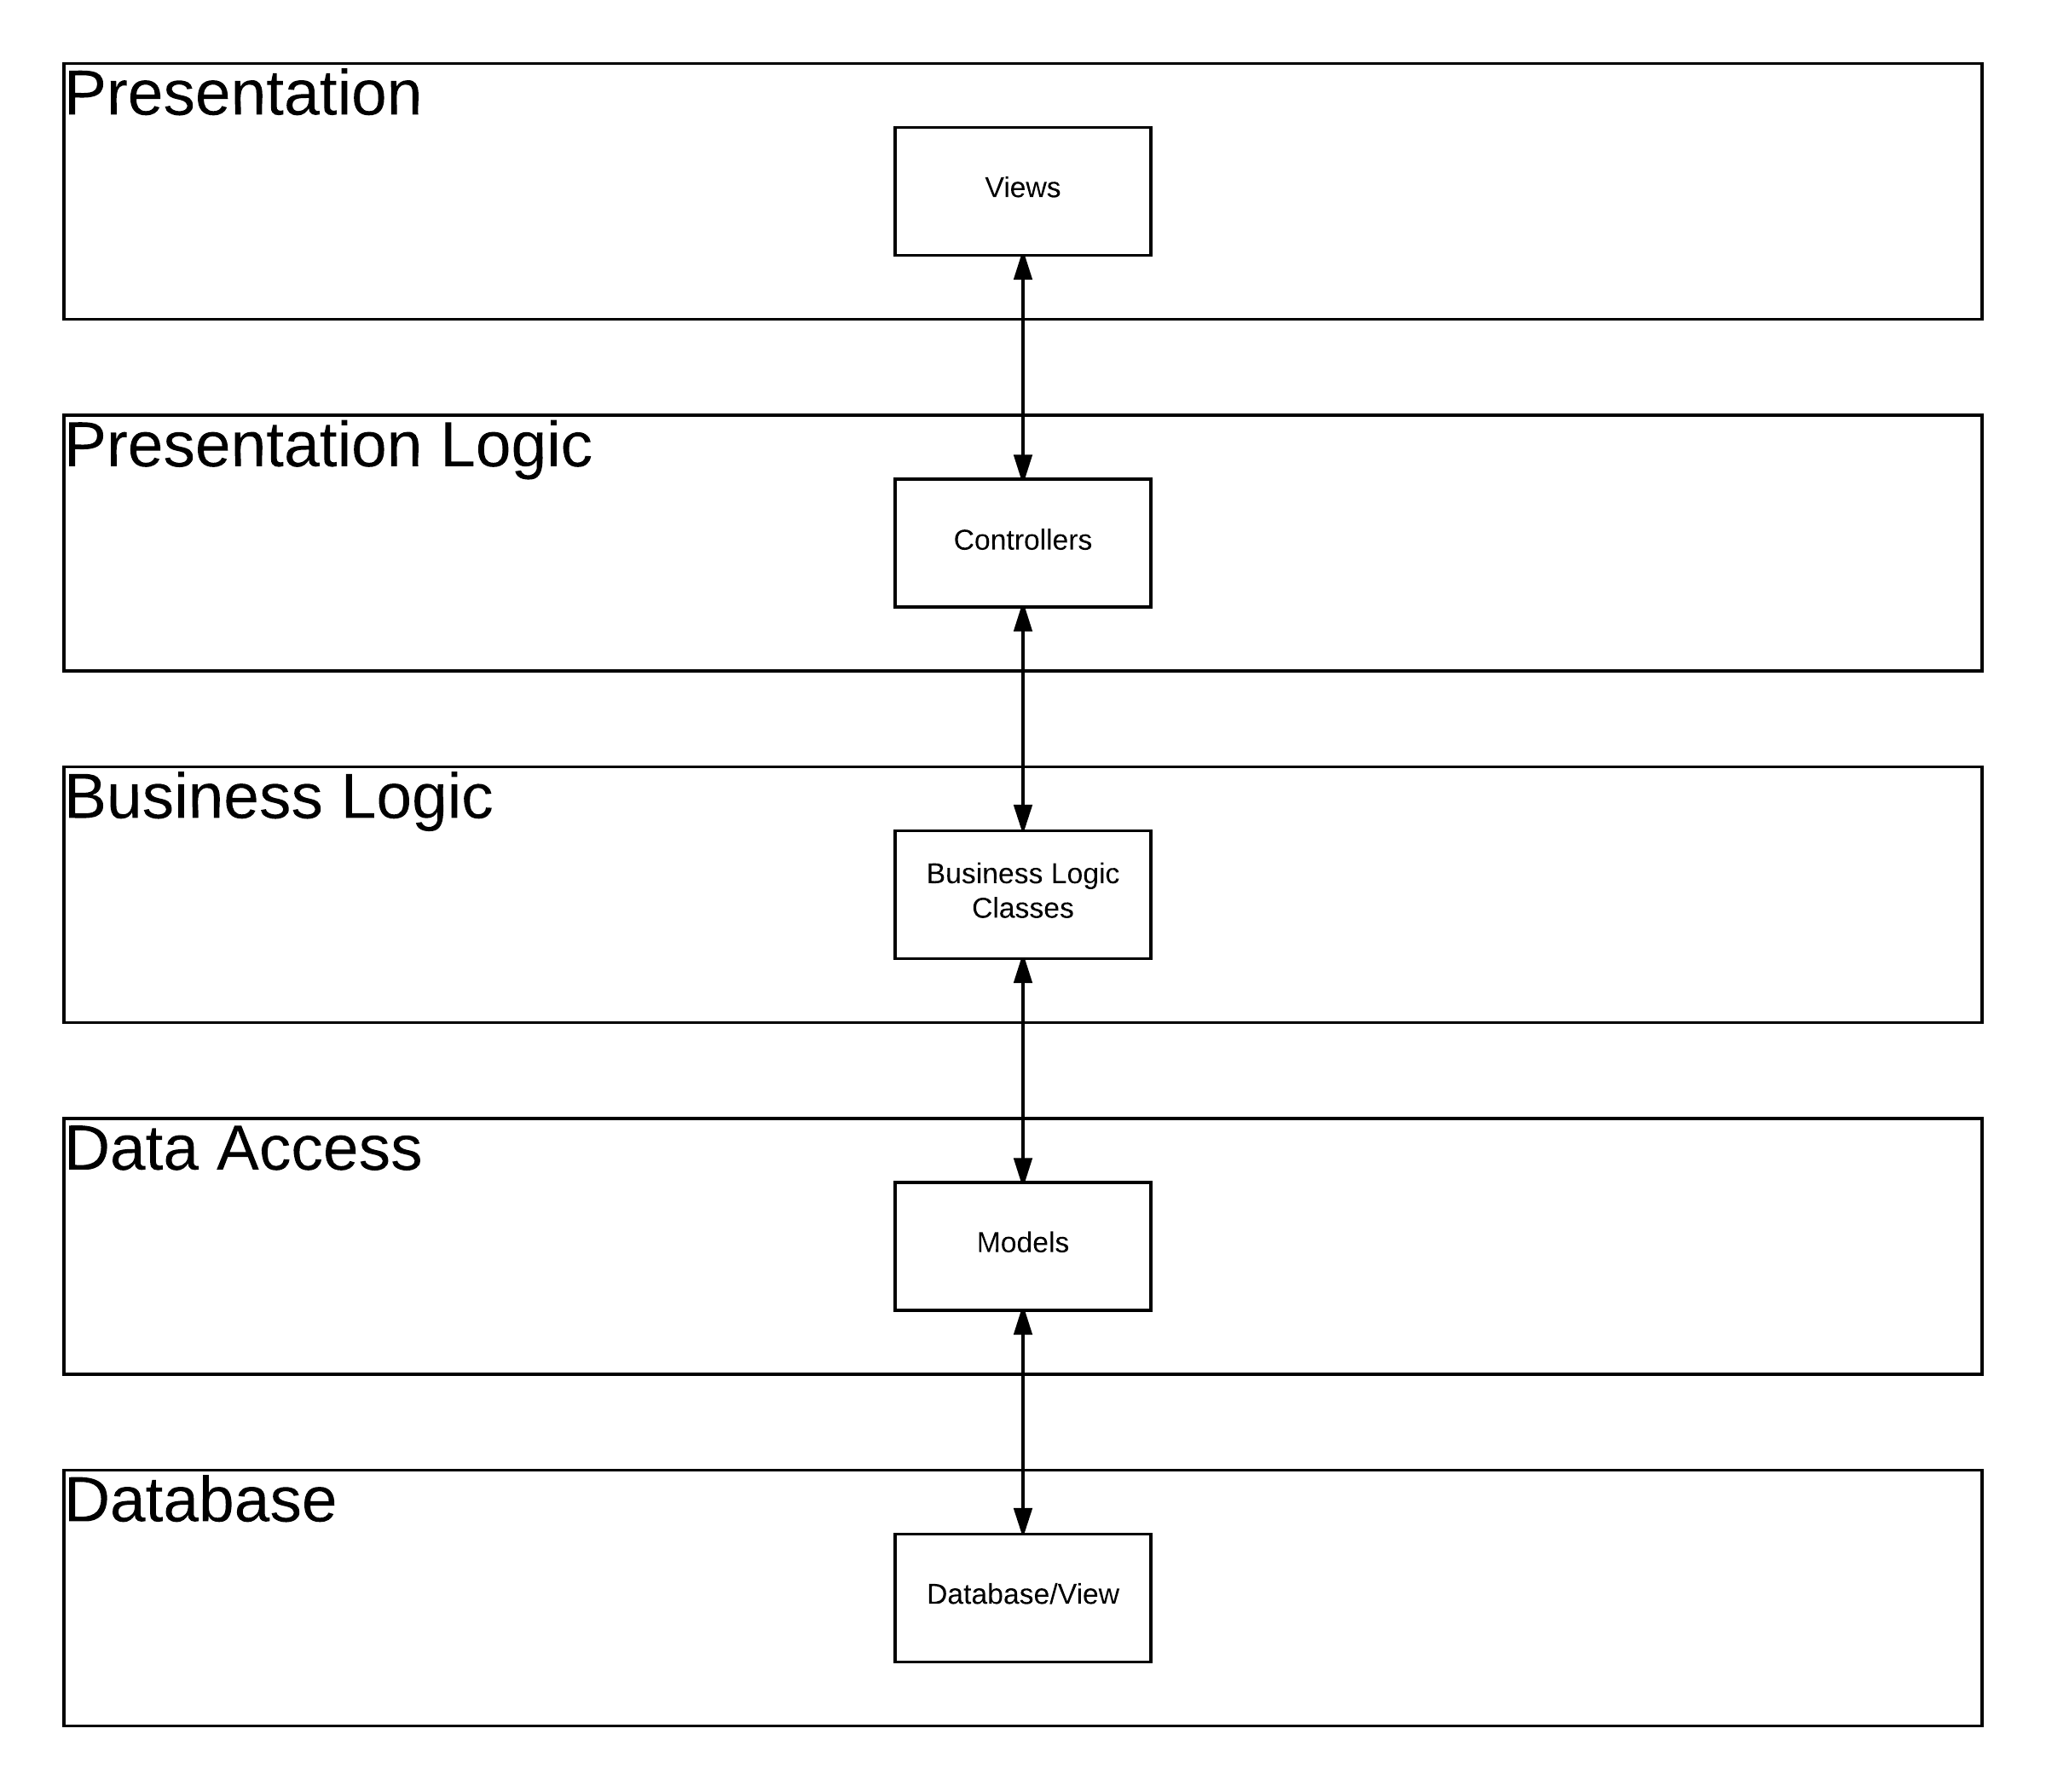 Presentation
Views
Presentation Logic
Controllers
Business Logic
Business Logic
Classes
Data Access
Models
Database
Database/View